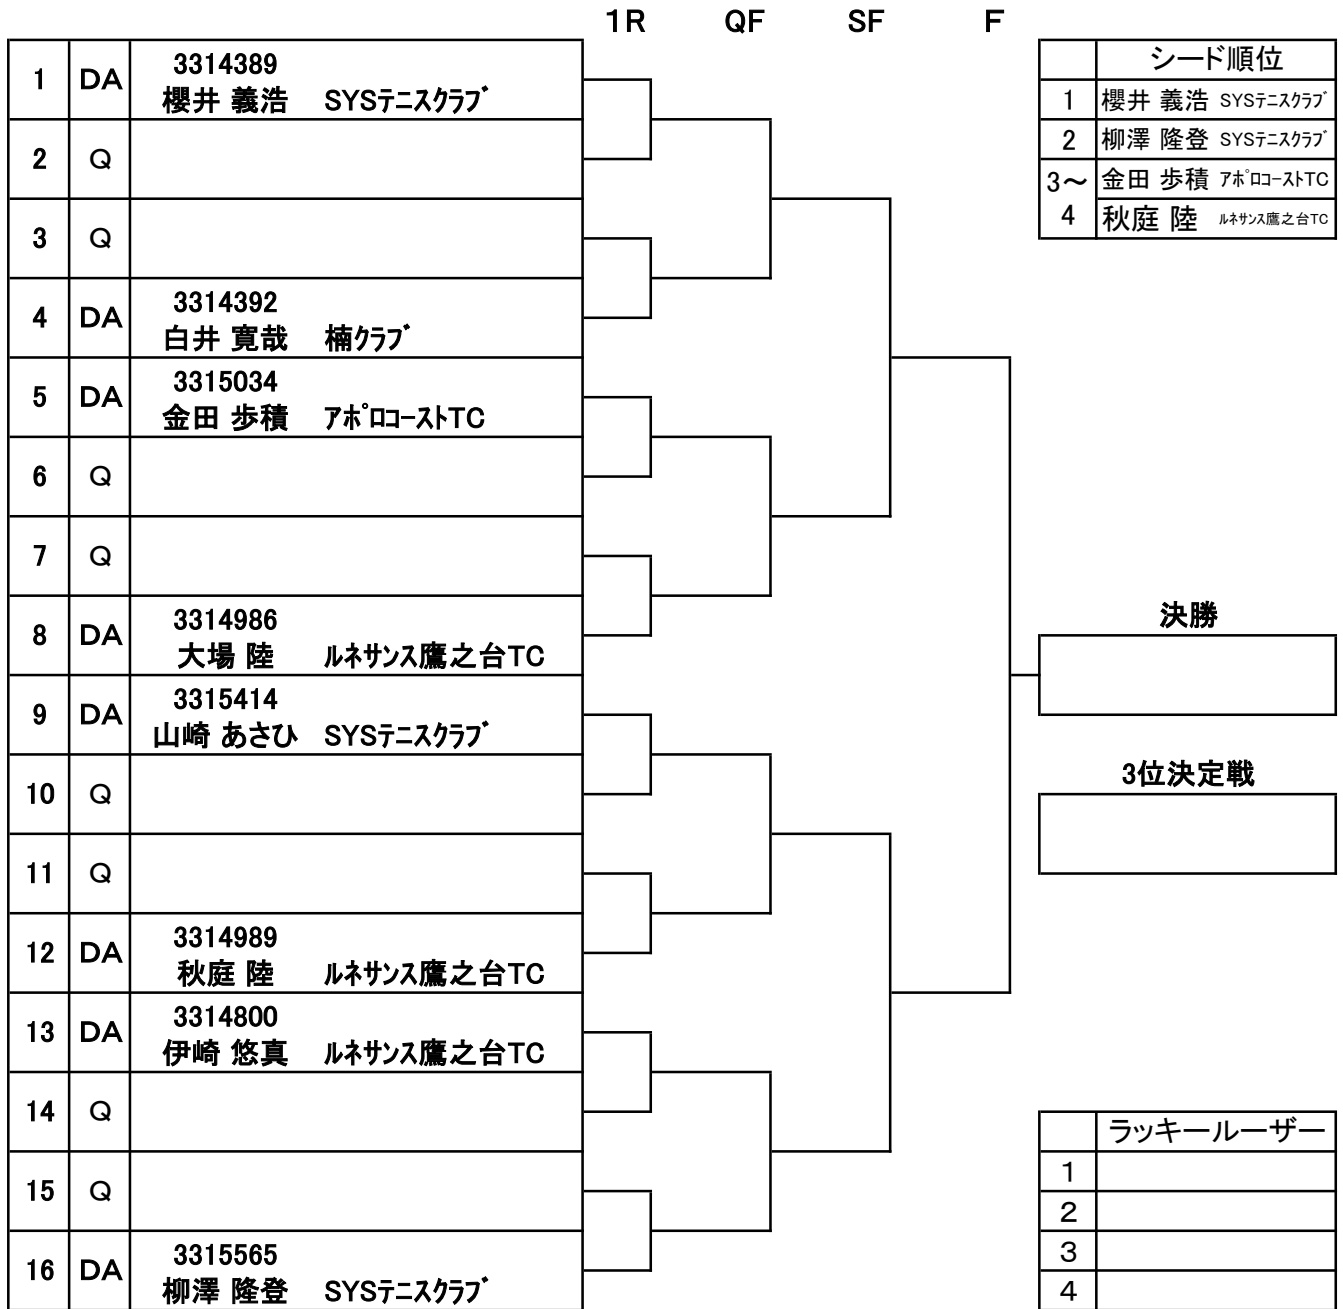 1R QF SF F
1 DA 3314389
櫻井 義浩 SYSテニスクラブ
2 Q
3 Q
4 DA 3314392
白井 寛哉 楠クラブ
5 DA 3315034
金田 歩積 アポロコーストTC
6 Q
7 Q
8 DA 3314986
大場 陸 ルネサンス鷹之台TC
9 DA 3315414
山崎 あさひ SYSテニスクラブ
10 Q
11 Q
12 DA 3314989
秋庭 陸 ルネサンス鷹之台TC
13 DA 3314800
伊崎 悠真 ルネサンス鷹之台TC
14 Q
15 Q
16 DA 3315565
柳澤 隆登 SYSテニスクラブ
シード順位
1 櫻井 義浩 SYSテニスクラブ
2 柳澤 隆登 SYSテニスクラブ
3～ 金田 歩積 アポロコーストTC
4 秋庭 陸 ルネサンス鷹之台TC
決勝
3位決定戦
ラッキールーザー
1
2
3
4